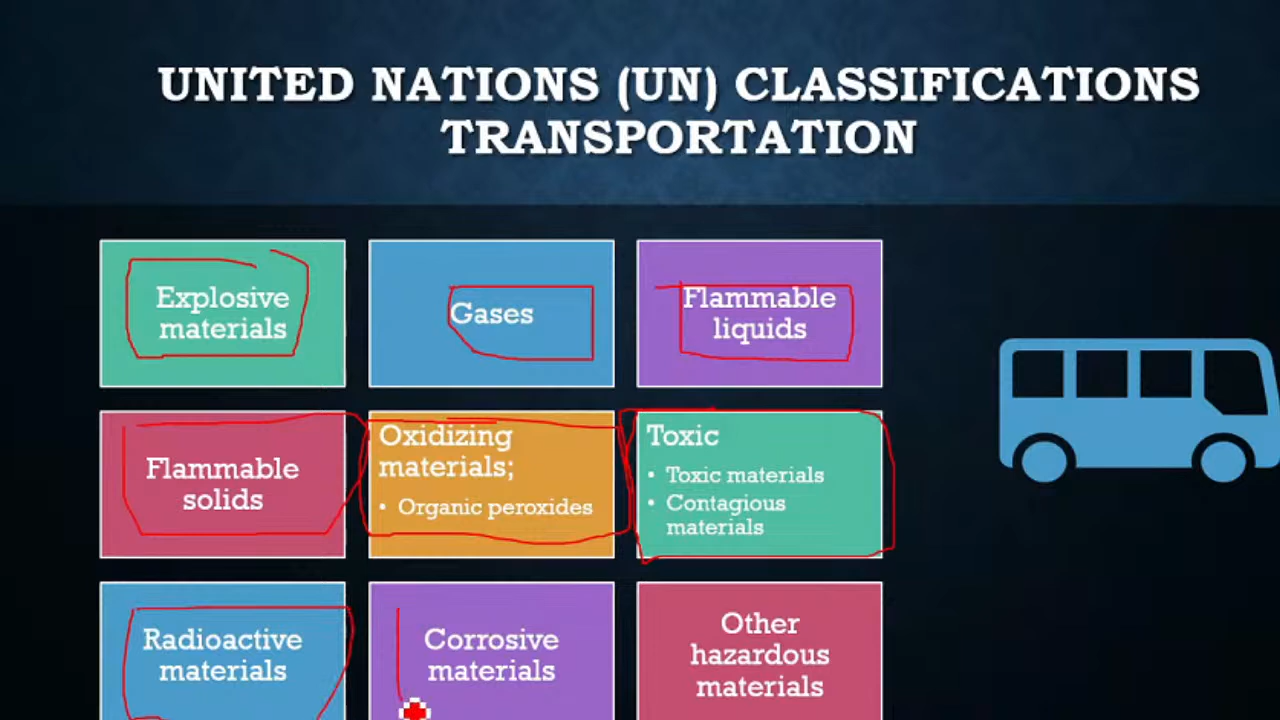 UNITED NATIONS (UN) CLASSIFICATIONS
TRANSPORTATION
Explosive
materials
Gases
Flammable
liquids
Flammable
solids
Oxidizing
materials;
• Organic peroxides
Toxic
• Toxic materials
• Contagious
materials
Radioactive
materials
Corrosive
materials
Other
hazardous
materials